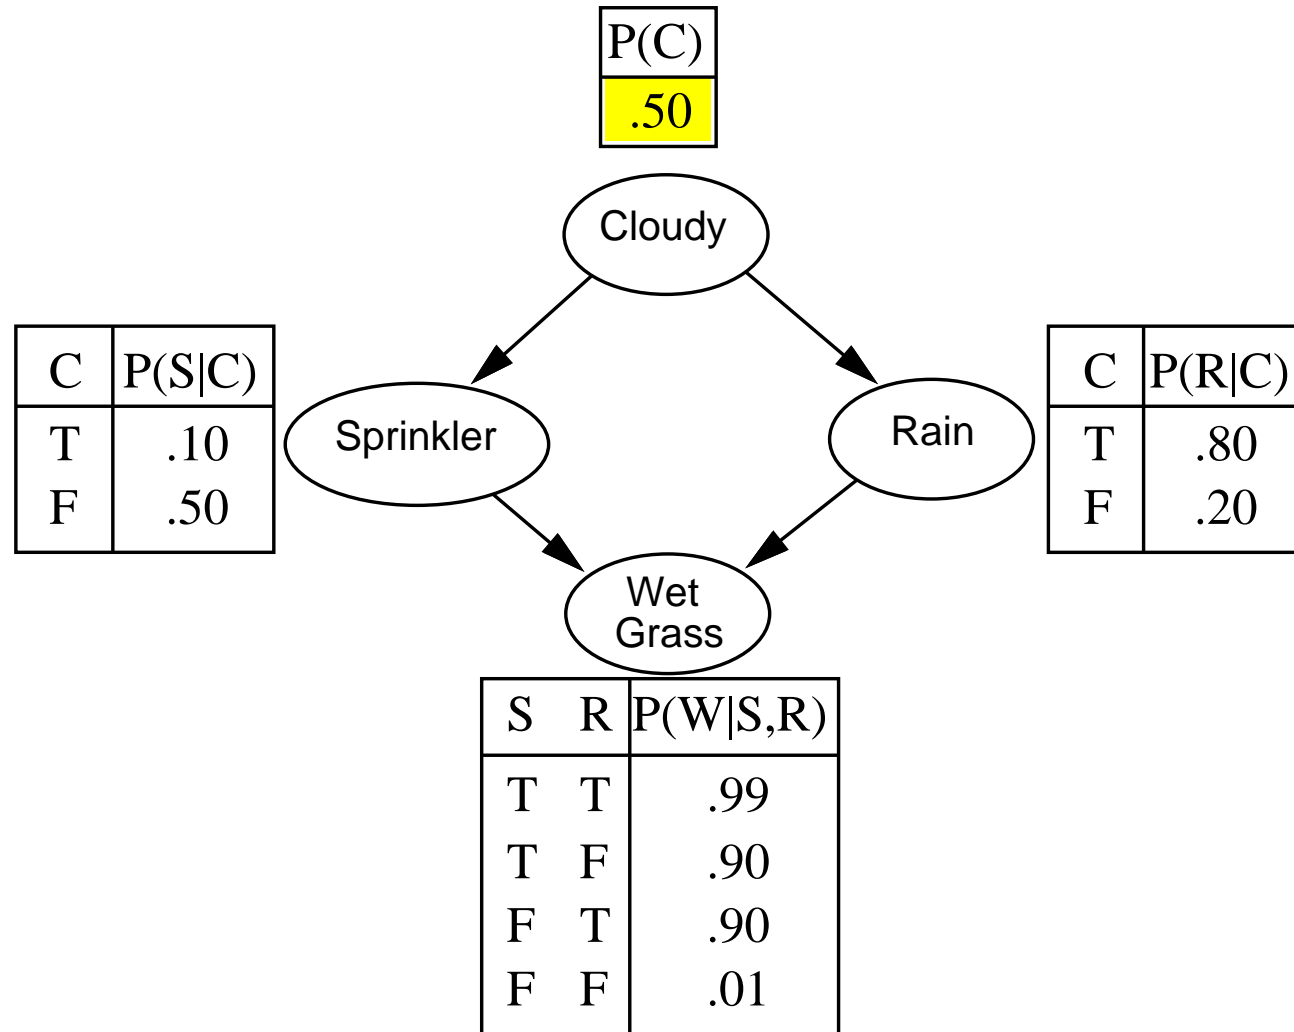 P(C)
.50
Cloudy
C P(S|C)
T .10
F .50
Sprinkler
Rain
C P(R|C)
T .80
F .20
Wet
Grass
S R P(W|S,R)
T T .99
T F .90
F T .90
F F .01